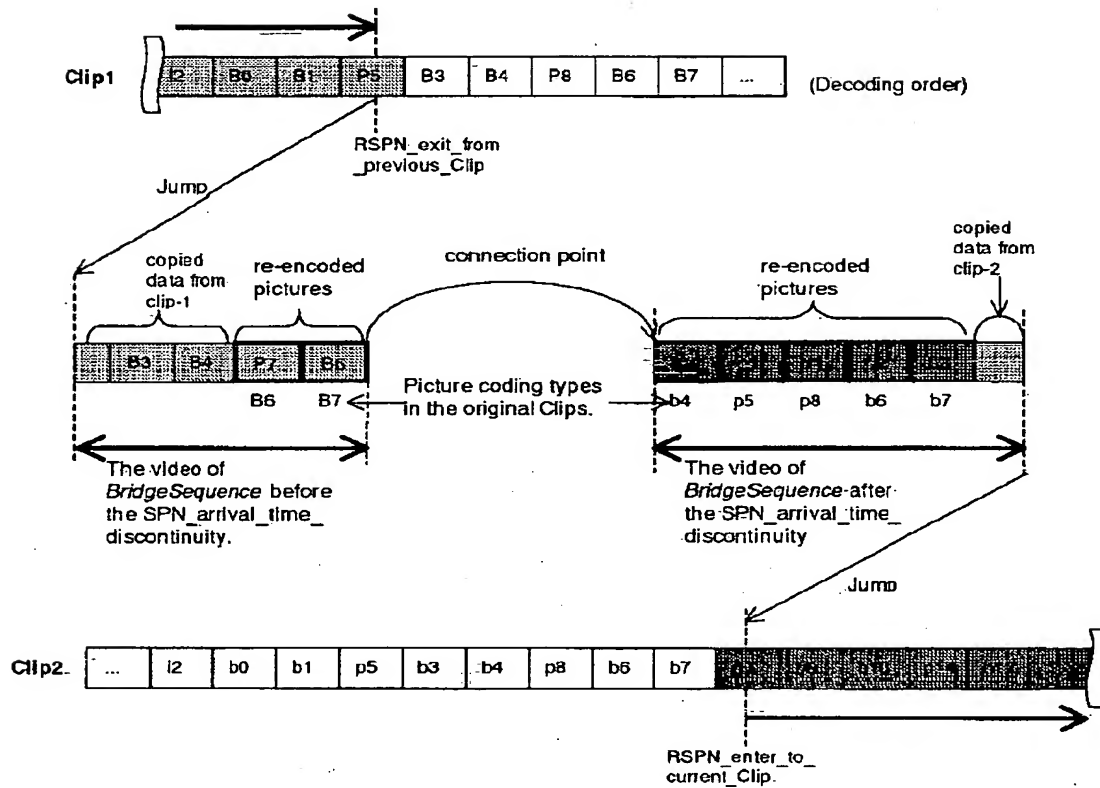 Clip1
I2 B0 B1 P5 B3 B4 P8 B6 B7 ...
(Decoding order)
RSPN_exit_from
_previous_Clip
Jump
copied
data from
clip-1
re-encoded
pictures
connection point
re-encoded
pictures
copied
data from
clip-2
B3 B4 P7 B6
B6 B7
Picture coding types
in the original Clips.
b4 p5 p8 b6 b7
The video of
BridgeSequence before
the SPN_arrival_time_
discontinuity.
The video of
BridgeSequence after
the SPN_arrival_time_
discontinuity
Jump
Clip2
... i2 b0 b1 p5 b3 b4 p8 b6 b7
RSPN_enter_to_
current_Clip.